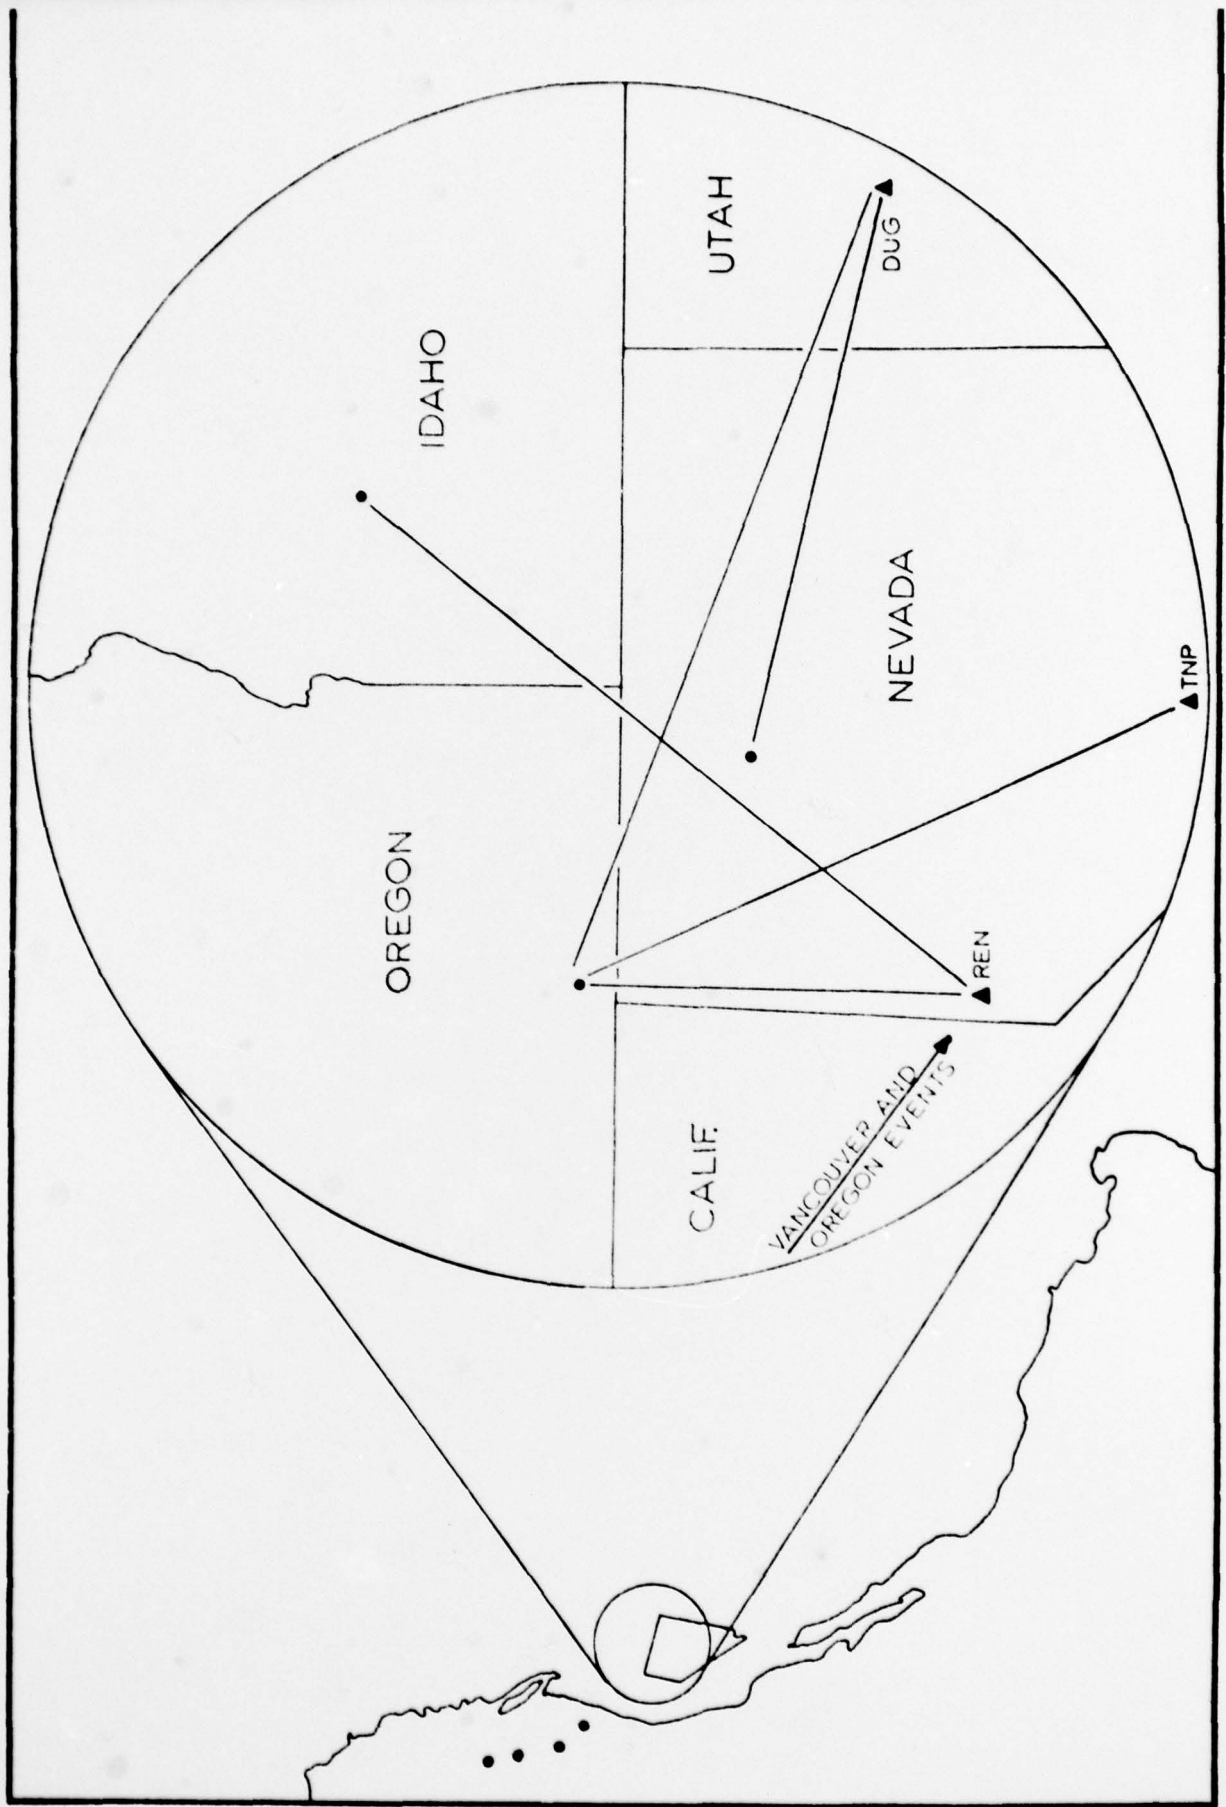 OREGON
IDAHO
UTAH
DUG
NEVADA
TNP
REN
CALIF.
VANCOUVER AND
OREGON EVENTS